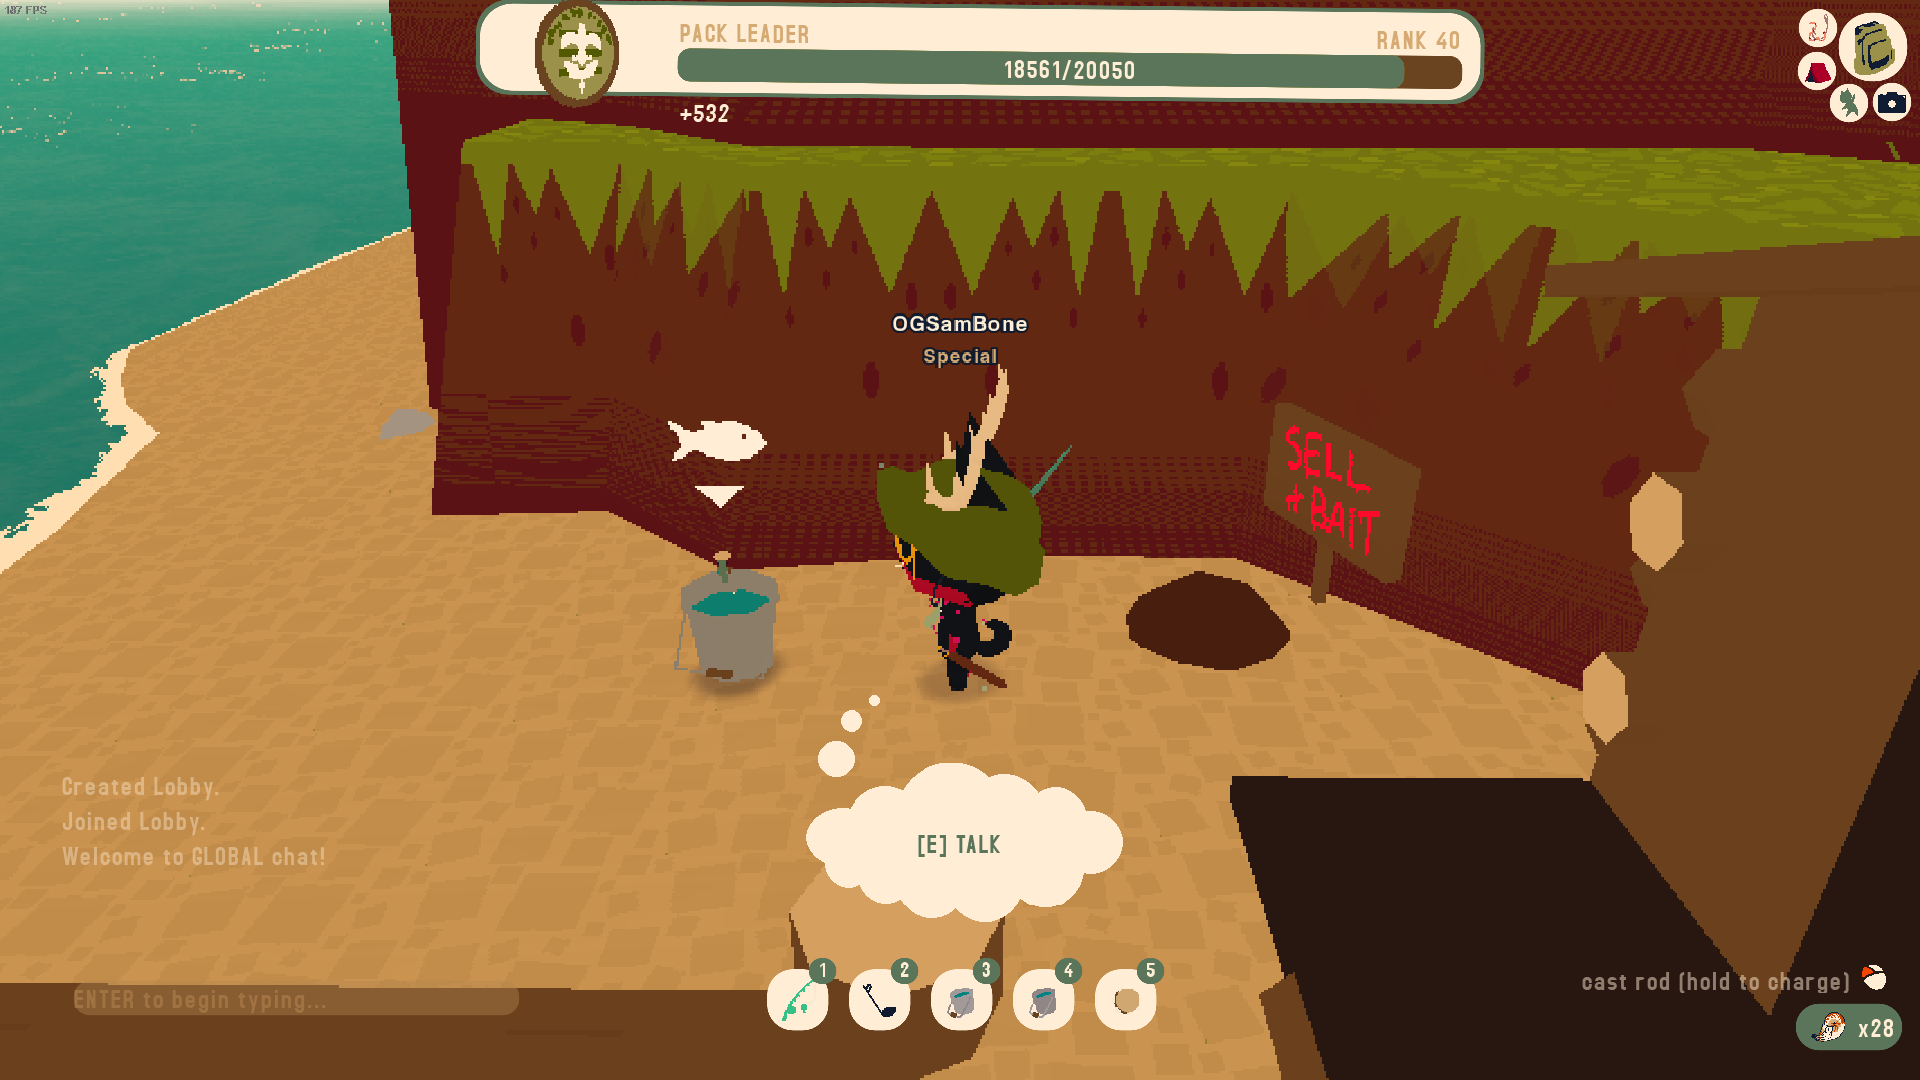 187 FPS
PACK LEADER
RANK 40
18561/20050
+532
OGSamBone
Special
SELL
+ BAIT
Created Lobby.
Joined Lobby.
Welcome to GLOBAL chat!
[E] TALK
ENTER to begin typing...
1
2
3
4
5
cast rod (hold to charge)
x28